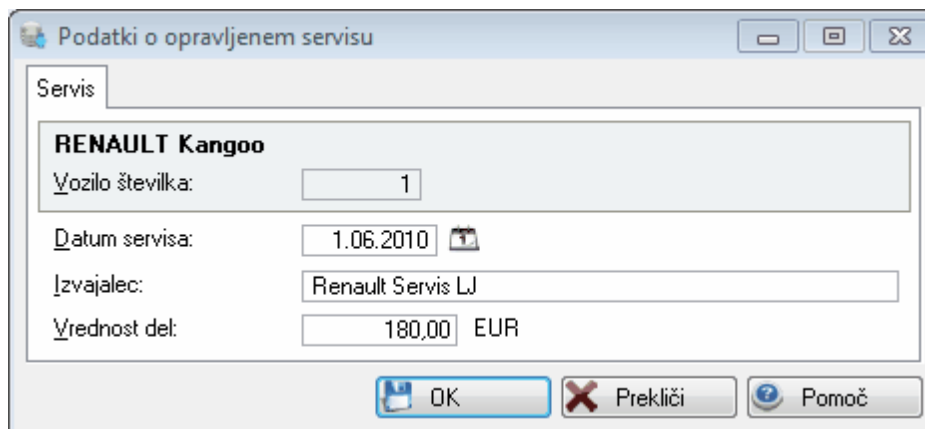 Podatki o opravljenem servisu
Servis
RENAULT Kangoo
Vozilo številka: 1
Datum servisa: 1.06.2010
Izvajalec: Renault Servis LJ
Vrednost del: 180,00 EUR
OK Prekliči Pomoč